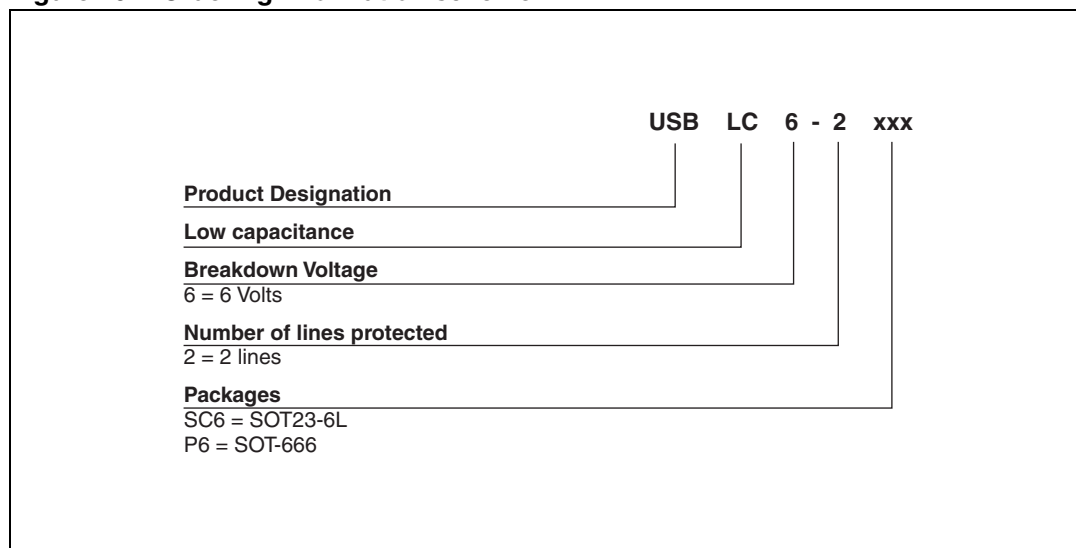 USB LC 6 - 2 xxx
Product Designation
Low capacitance
Breakdown Voltage
6 = 6 Volts
Number of lines protected
2 = 2 lines
Packages
SC6 = SOT23-6L
P6 = SOT-666